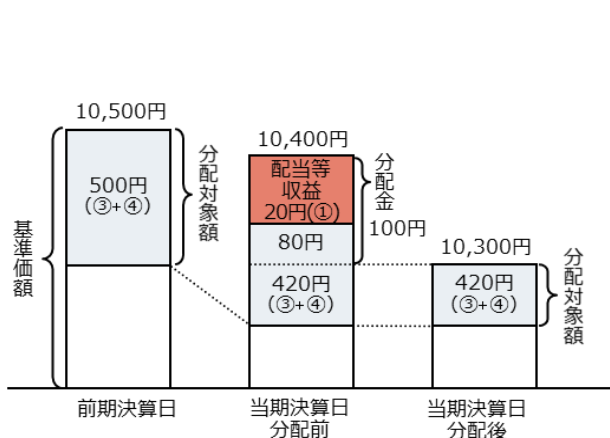 10,500円
500円
(③+④)
分配対象額
基準価額
前期決算日
10,400円
配当等
収益
20円(①)
80円
420円
(③+④)
分配金
100円
当期決算日
分配前
10,300円
420円
(③+④)
分配対象額
当期決算日
分配後